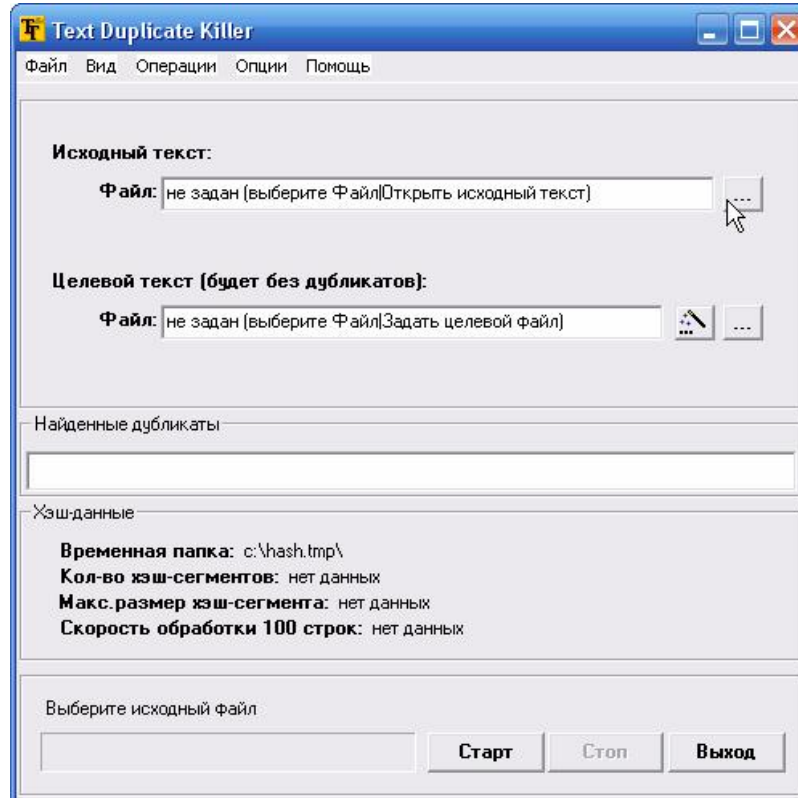 Text Duplicate Killer
Файл Вид Операции Опции Помощь
Исходный текст:
Файл: не задан (выберите Файл|Открыть исходный текст) ...
Целевой текст (будет без дубликатов):
Файл: не задан (выберите Файл|Задать целевой файл) ...
Найденные дубликаты
Хэш-данные
Временная папка: c:\hash.tmp\
Кол-во хэш-сегментов: нет данных
Макс.размер хэш-сегмента: нет данных
Скорость обработки 100 строк: нет данных
Выберите исходный файл
Старт Стоп Выход